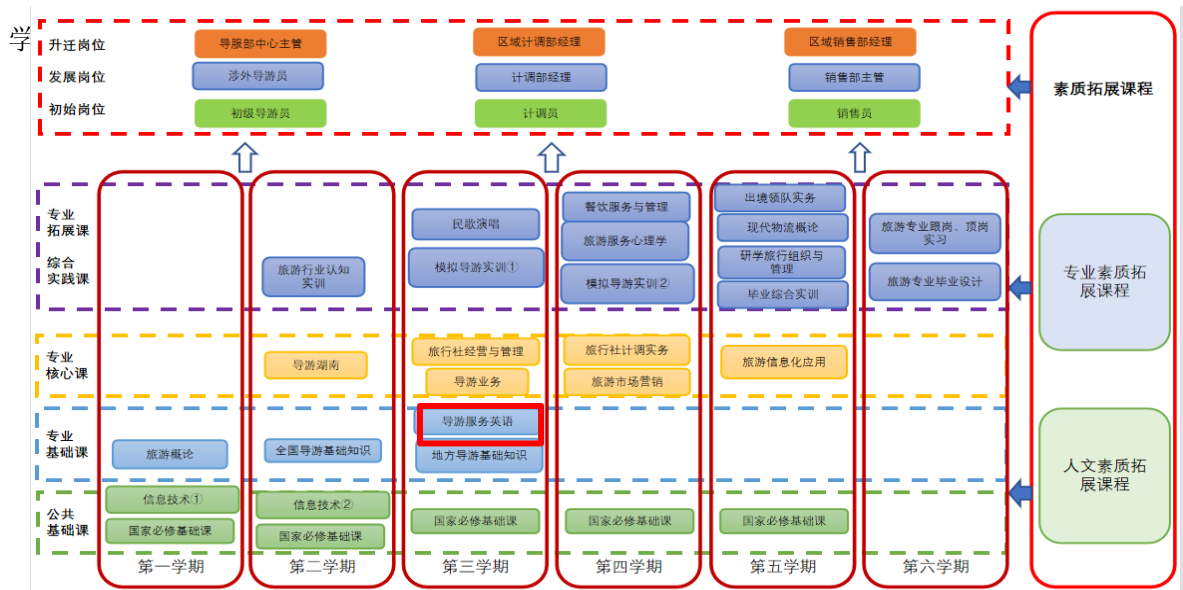 学
升迁岗位
导服部中心主管
区域计调部经理
区域销售部经理
发展岗位
涉外导游员
计调部经理
销售部主管
初始岗位
初级导游员
计调员
销售员
素质拓展课程
专业
拓展课
综合
实践课
旅游行业认知
实训
民歌演唱
模拟导游实训①
餐饮服务与管理
旅游服务心理学
模拟导游实训②
出境领队实务
现代物流概论
研学旅行组织与
管理
毕业综合实训
旅游专业跟岗、顶岗
实习
旅游专业毕业设计
专业素质拓
展课程
专业
核心课
导游湖南
旅行社经营与管理
导游业务
旅行社计调实务
旅游市场营销
旅游信息化应用
专业
基础课
旅游概论
全国导游基础知识
导游服务英语
地方导游基础知识
人文素质拓
展课程
公共
基础课
信息技术①
国家必修基础课
信息技术②
国家必修基础课
国家必修基础课
国家必修基础课
国家必修基础课
第一学期
第二学期
第三学期
第四学期
第五学期
第六学期